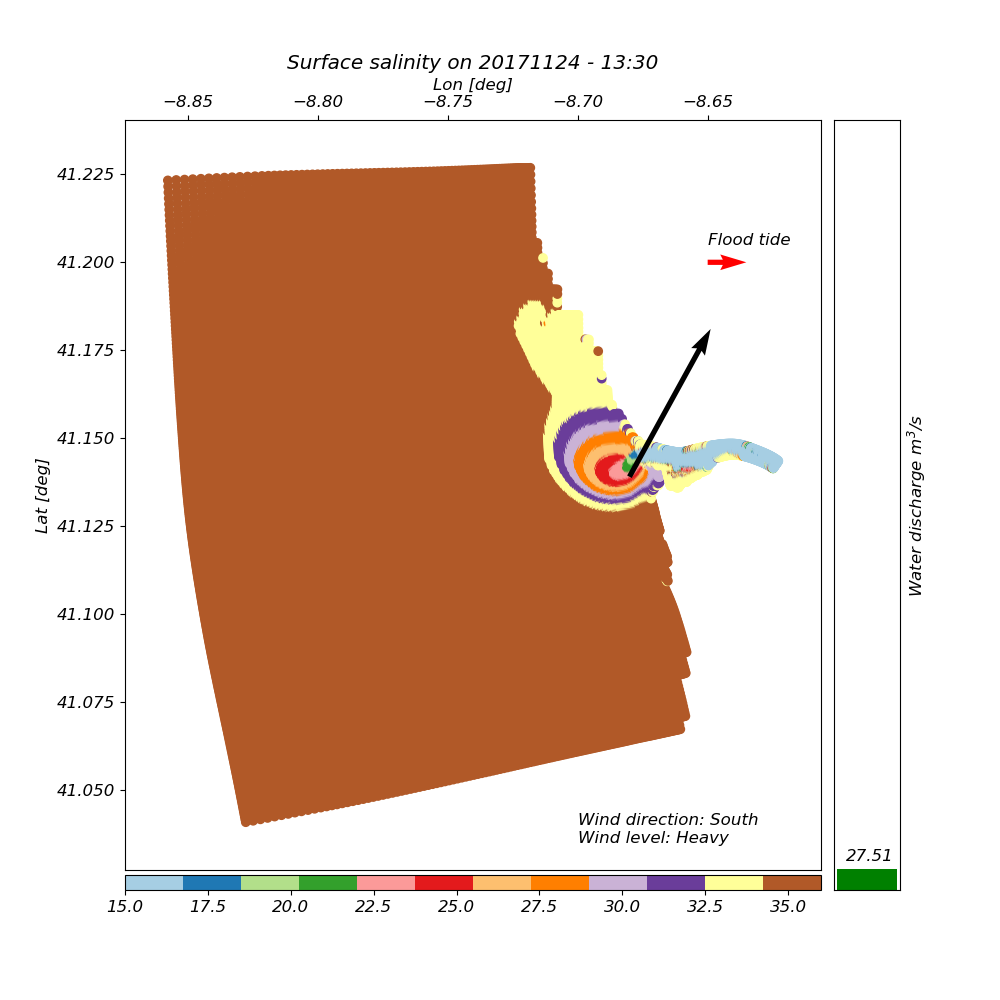 Surface salinity on 20171124 - 13:30
Lon [deg]
−8.85 −8.80 −8.75 −8.70 −8.65
41.225
41.200
41.175
41.150
41.125
41.100
41.075
41.050
Lat [deg]
Flood tide
Wind direction: South
Wind level: Heavy
15.0 17.5 20.0 22.5 25.0 27.5 30.0 32.5 35.0
27.51
Water discharge m³/s